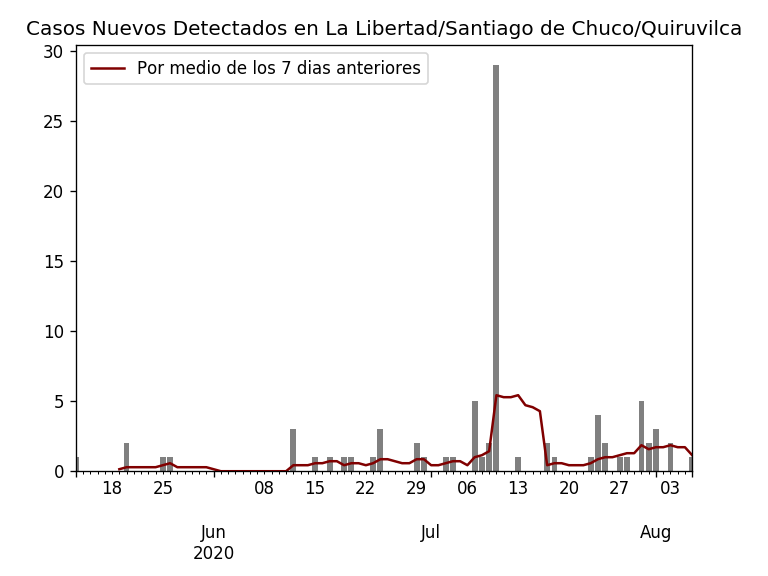 Casos Nuevos Detectados en La Libertad/Santiago de Chuco/Quiruvilca
Por medio de los 7 dias anteriores
30
25
20
15
10
5
0
18 25 08 15 22 29 06 13 20 27 03
Jun Jul Aug
2020